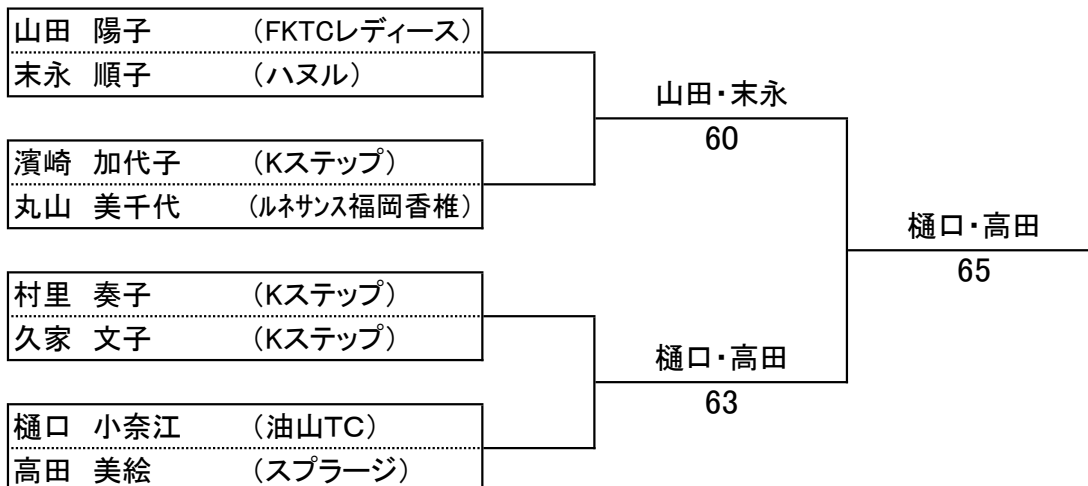 山田 陽子 （FKTCレディース）
末永 順子 （ハヌル）
山田・末永
60
濱崎 加代子 （Kステップ）
丸山 美千代 （ルネサンス福岡香椎）
樋口・高田
65
村里 奏子 （Kステップ）
久家 文子 （Kステップ）
樋口・高田
63
樋口 小奈江 （油山TC）
高田 美絵 （スプラージ）